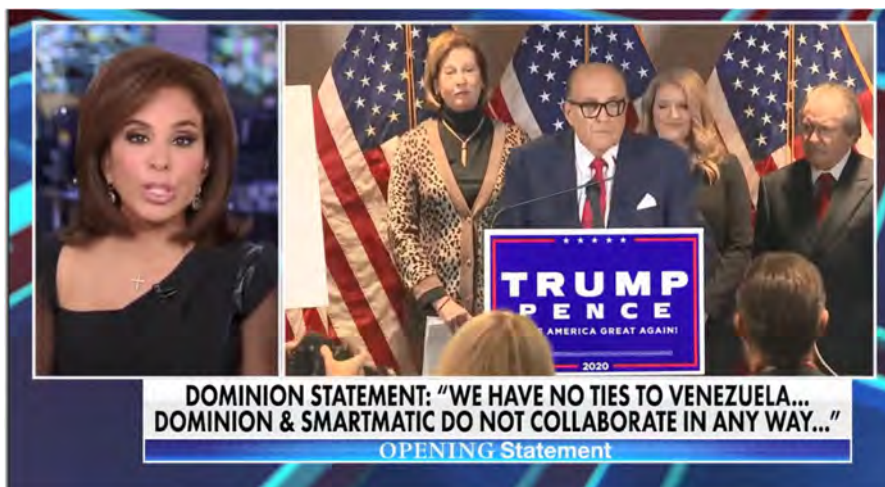 TRUMP
PENCE
AMERICA GREAT AGAIN!
2020
DOMINION STATEMENT: “WE HAVE NO TIES TO VENEZUELA...
DOMINION & SMARTMATIC DO NOT COLLABORATE IN ANY WAY...”
OPENING Statement